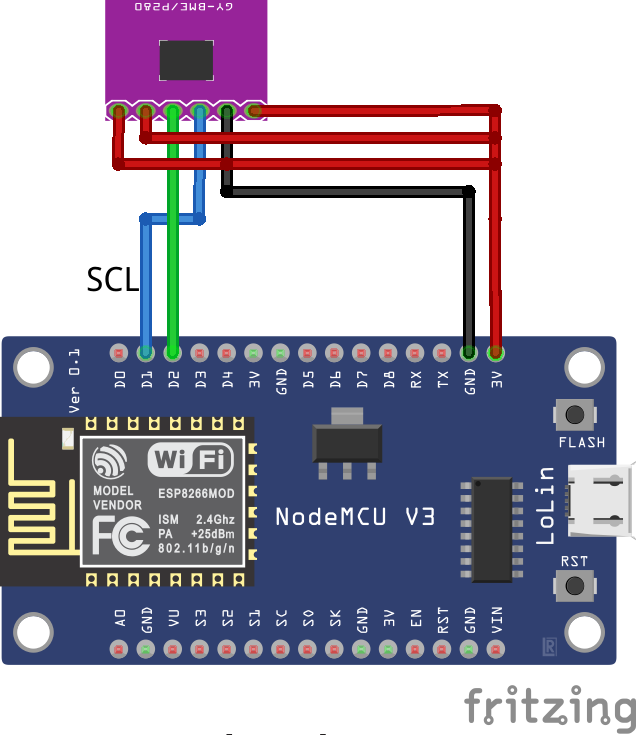 GY-BME/P280
SCL
Ver 0.1
D0 D1 D2 D3 D4 3V GND D5 D6 D7 D8 RX TX GND 3V
FLASH
WiFi
MODEL
VENDOR
ESP8266MOD
FC
ISM 2.4Ghz
PA +25dBm
802.11b/g/n
NodeMCU V3
LoLin
RST
A0 GND VU S3 S2 S1 SC S0 SK GND 3V EN RST GND VIN
R
fritzing